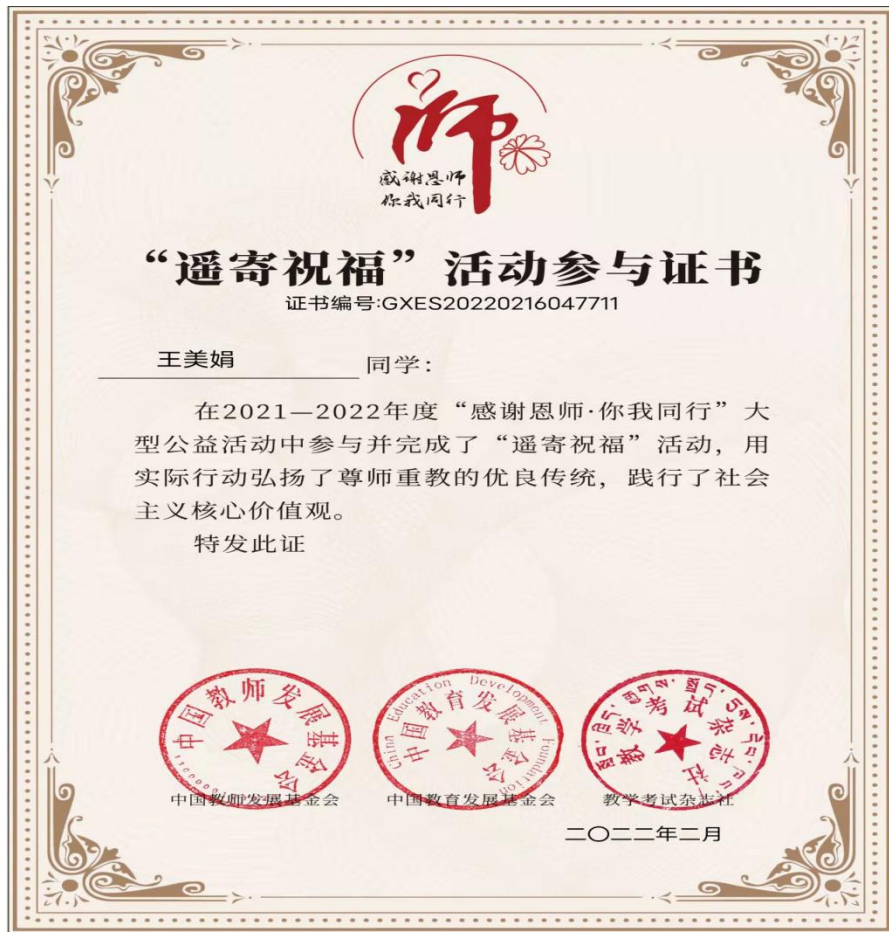 师
感谢恩师
你我同行
“遥寄祝福”活动参与证书
证书编号:GXES20220216047711
王美娟 同学：
在2021—2022年度“感谢恩师·你我同行”大
型公益活动中参与并完成了“遥寄祝福”活动，用
实际行动弘扬了尊师重教的优良传统，践行了社会
主义核心价值观。
特发此证
中国教师发展基金会
China Education Development Foundation
中国教育发展基金会
教学考试杂志社
中国教师发展基金会 中国教育发展基金会 教学考试杂志社
二〇二二年二月